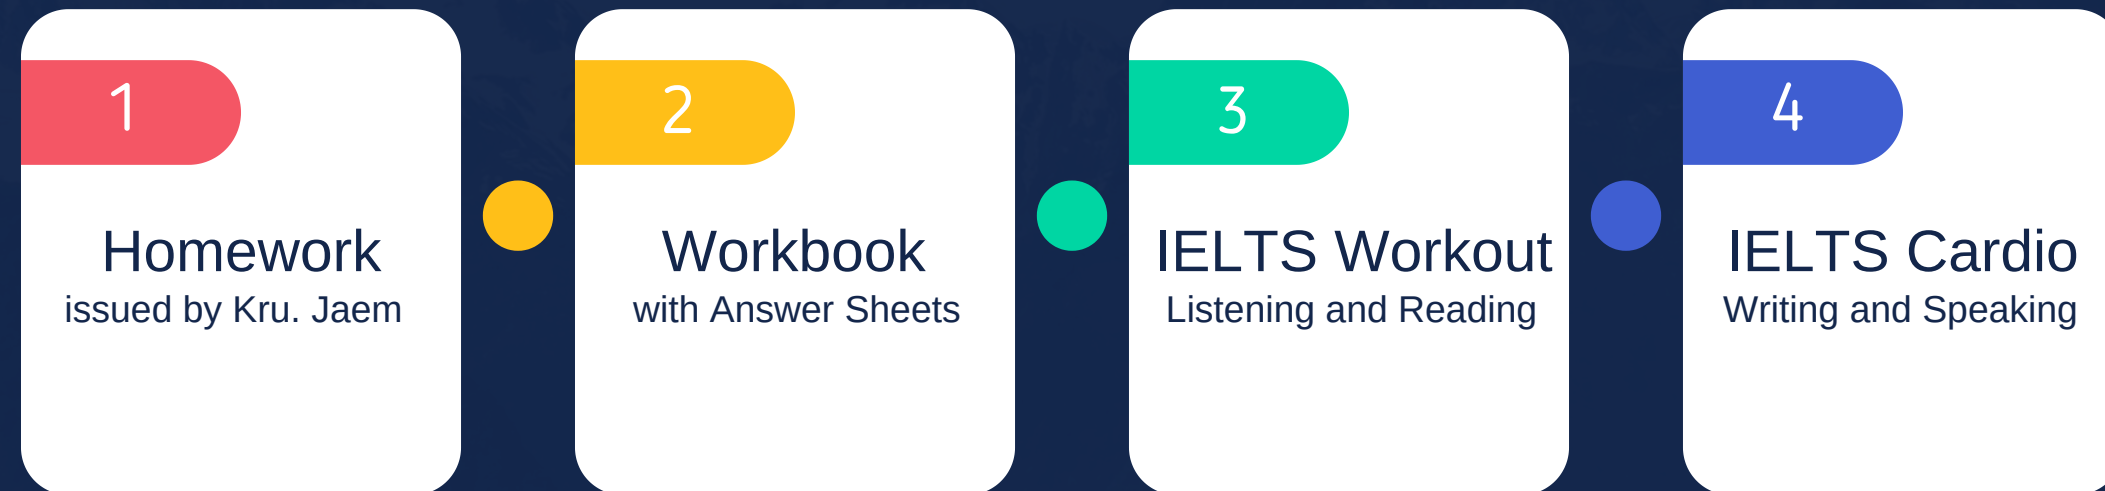 1
Homework
issued by Kru. Jaem
2
Workbook
with Answer Sheets
3
IELTS Workout
Listening and Reading
4
IELTS Cardio
Writing and Speaking